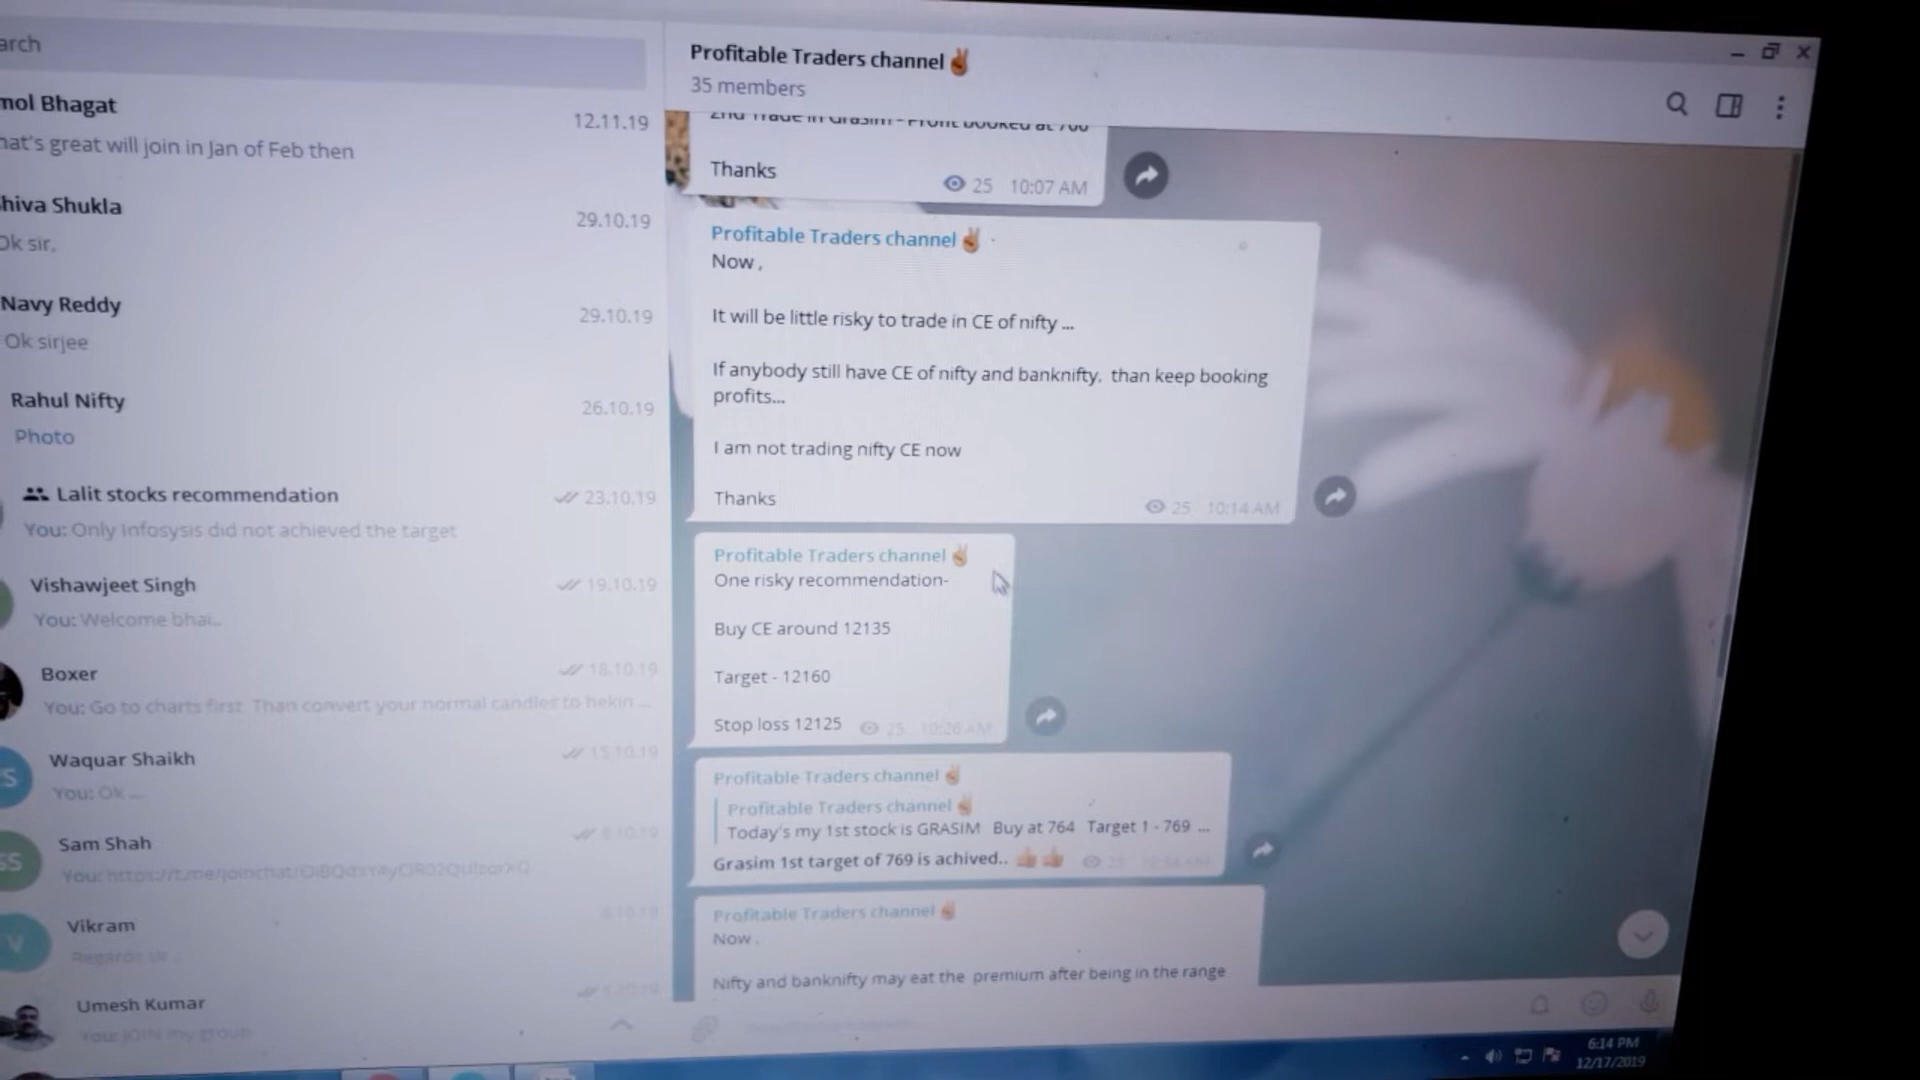 arch
mol Bhagat
12.11.19
hat's great will join in Jan of Feb then
hiva Shukla
29.10.19
Ok sir,
Navy Reddy
29.10.19
Ok sirjee
Rahul Nifty
26.10.19
Photo
Lalit stocks recommendation
23.10.19
You: Only Infosysis did not achieved the target
Vishawjeet Singh
19.10.19
You: Welcome bhai..
Boxer
18.10.19
You: Go to charts first Than convert your normal candles to hekin ...
S
Waquar Shaikh
15.10.19
You: Ok ...
SS
Sam Shah
V
Vikram
Umesh Kumar
You: JOIN my group
Profitable Traders channel ✌
35 members
2nd Trade in Grasim - Profit booked at 766
Thanks
25 10:07 AM
Profitable Traders channel ✌
Now ,
It will be little risky to trade in CE of nifty ...
If anybody still have CE of nifty and banknifty. than keep booking
profits...
I am not trading nifty CE now
Thanks
25 10:14 AM
Profitable Traders channel ✌
One risky recommendation-
Buy CE around 12135
Target - 12160
Stop loss 12125
25 10:26 AM
Profitable Traders channel ✌
Profitable Traders channel ✌
Today's my 1st stock is GRASIM Buy at 764 Target 1 - 769 ...
Grasim 1st target of 769 is achived.. 👍👍
Profitable Traders channel ✌
Now .
Nifty and banknifty may eat the premium after being in the range
6:14 PM
12/17/2019